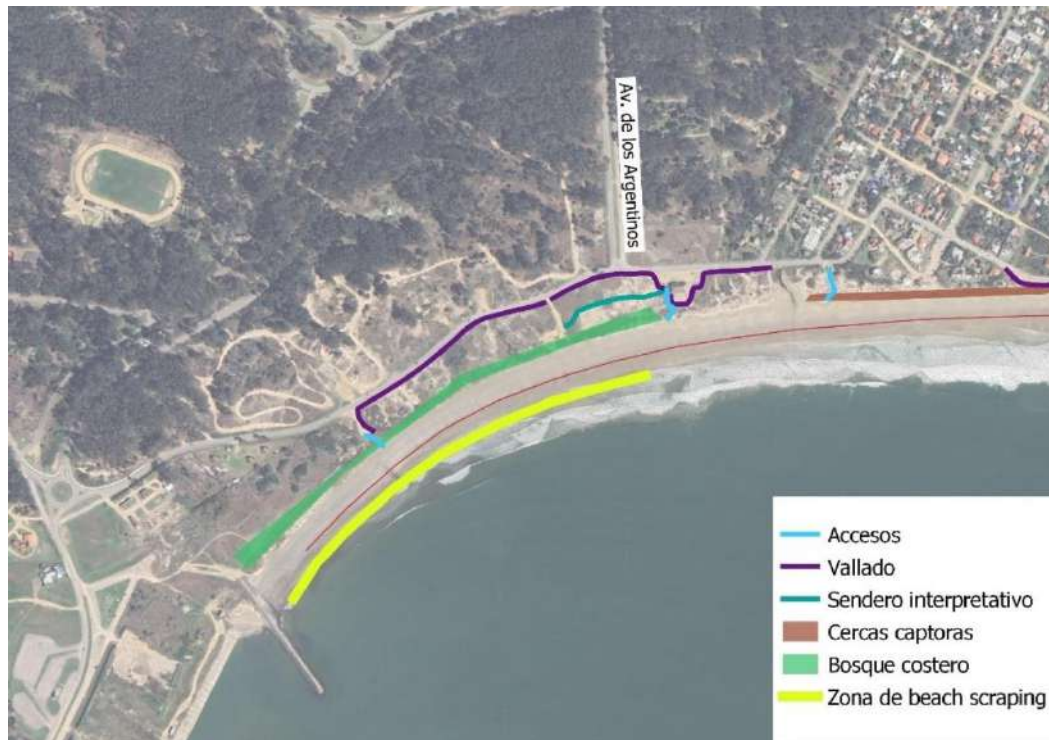 Av. de los Argentinos
Accesos
Vallado
Sendero interpretativo
Cercas captoras
Bosque costero
Zona de beach scraping